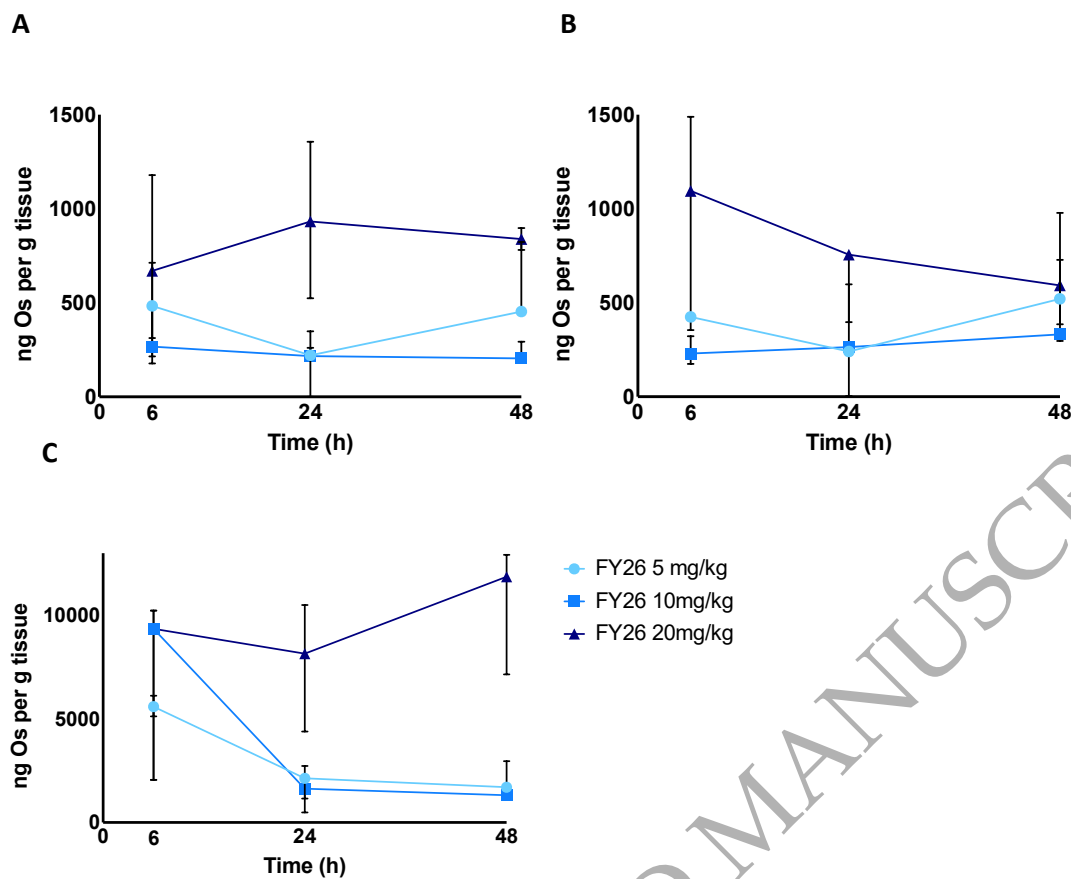 A
B
1500
1000
500
0
ng Os per g tissue
0 6 24 48
Time (h)
1500
1000
500
0
ng Os per g tissue
0 6 24 48
Time (h)
C
10000
5000
0
ng Os per g tissue
0 6 24 48
Time (h)
FY26 5 mg/kg
FY26 10mg/kg
FY26 20mg/kg
MANUSCR